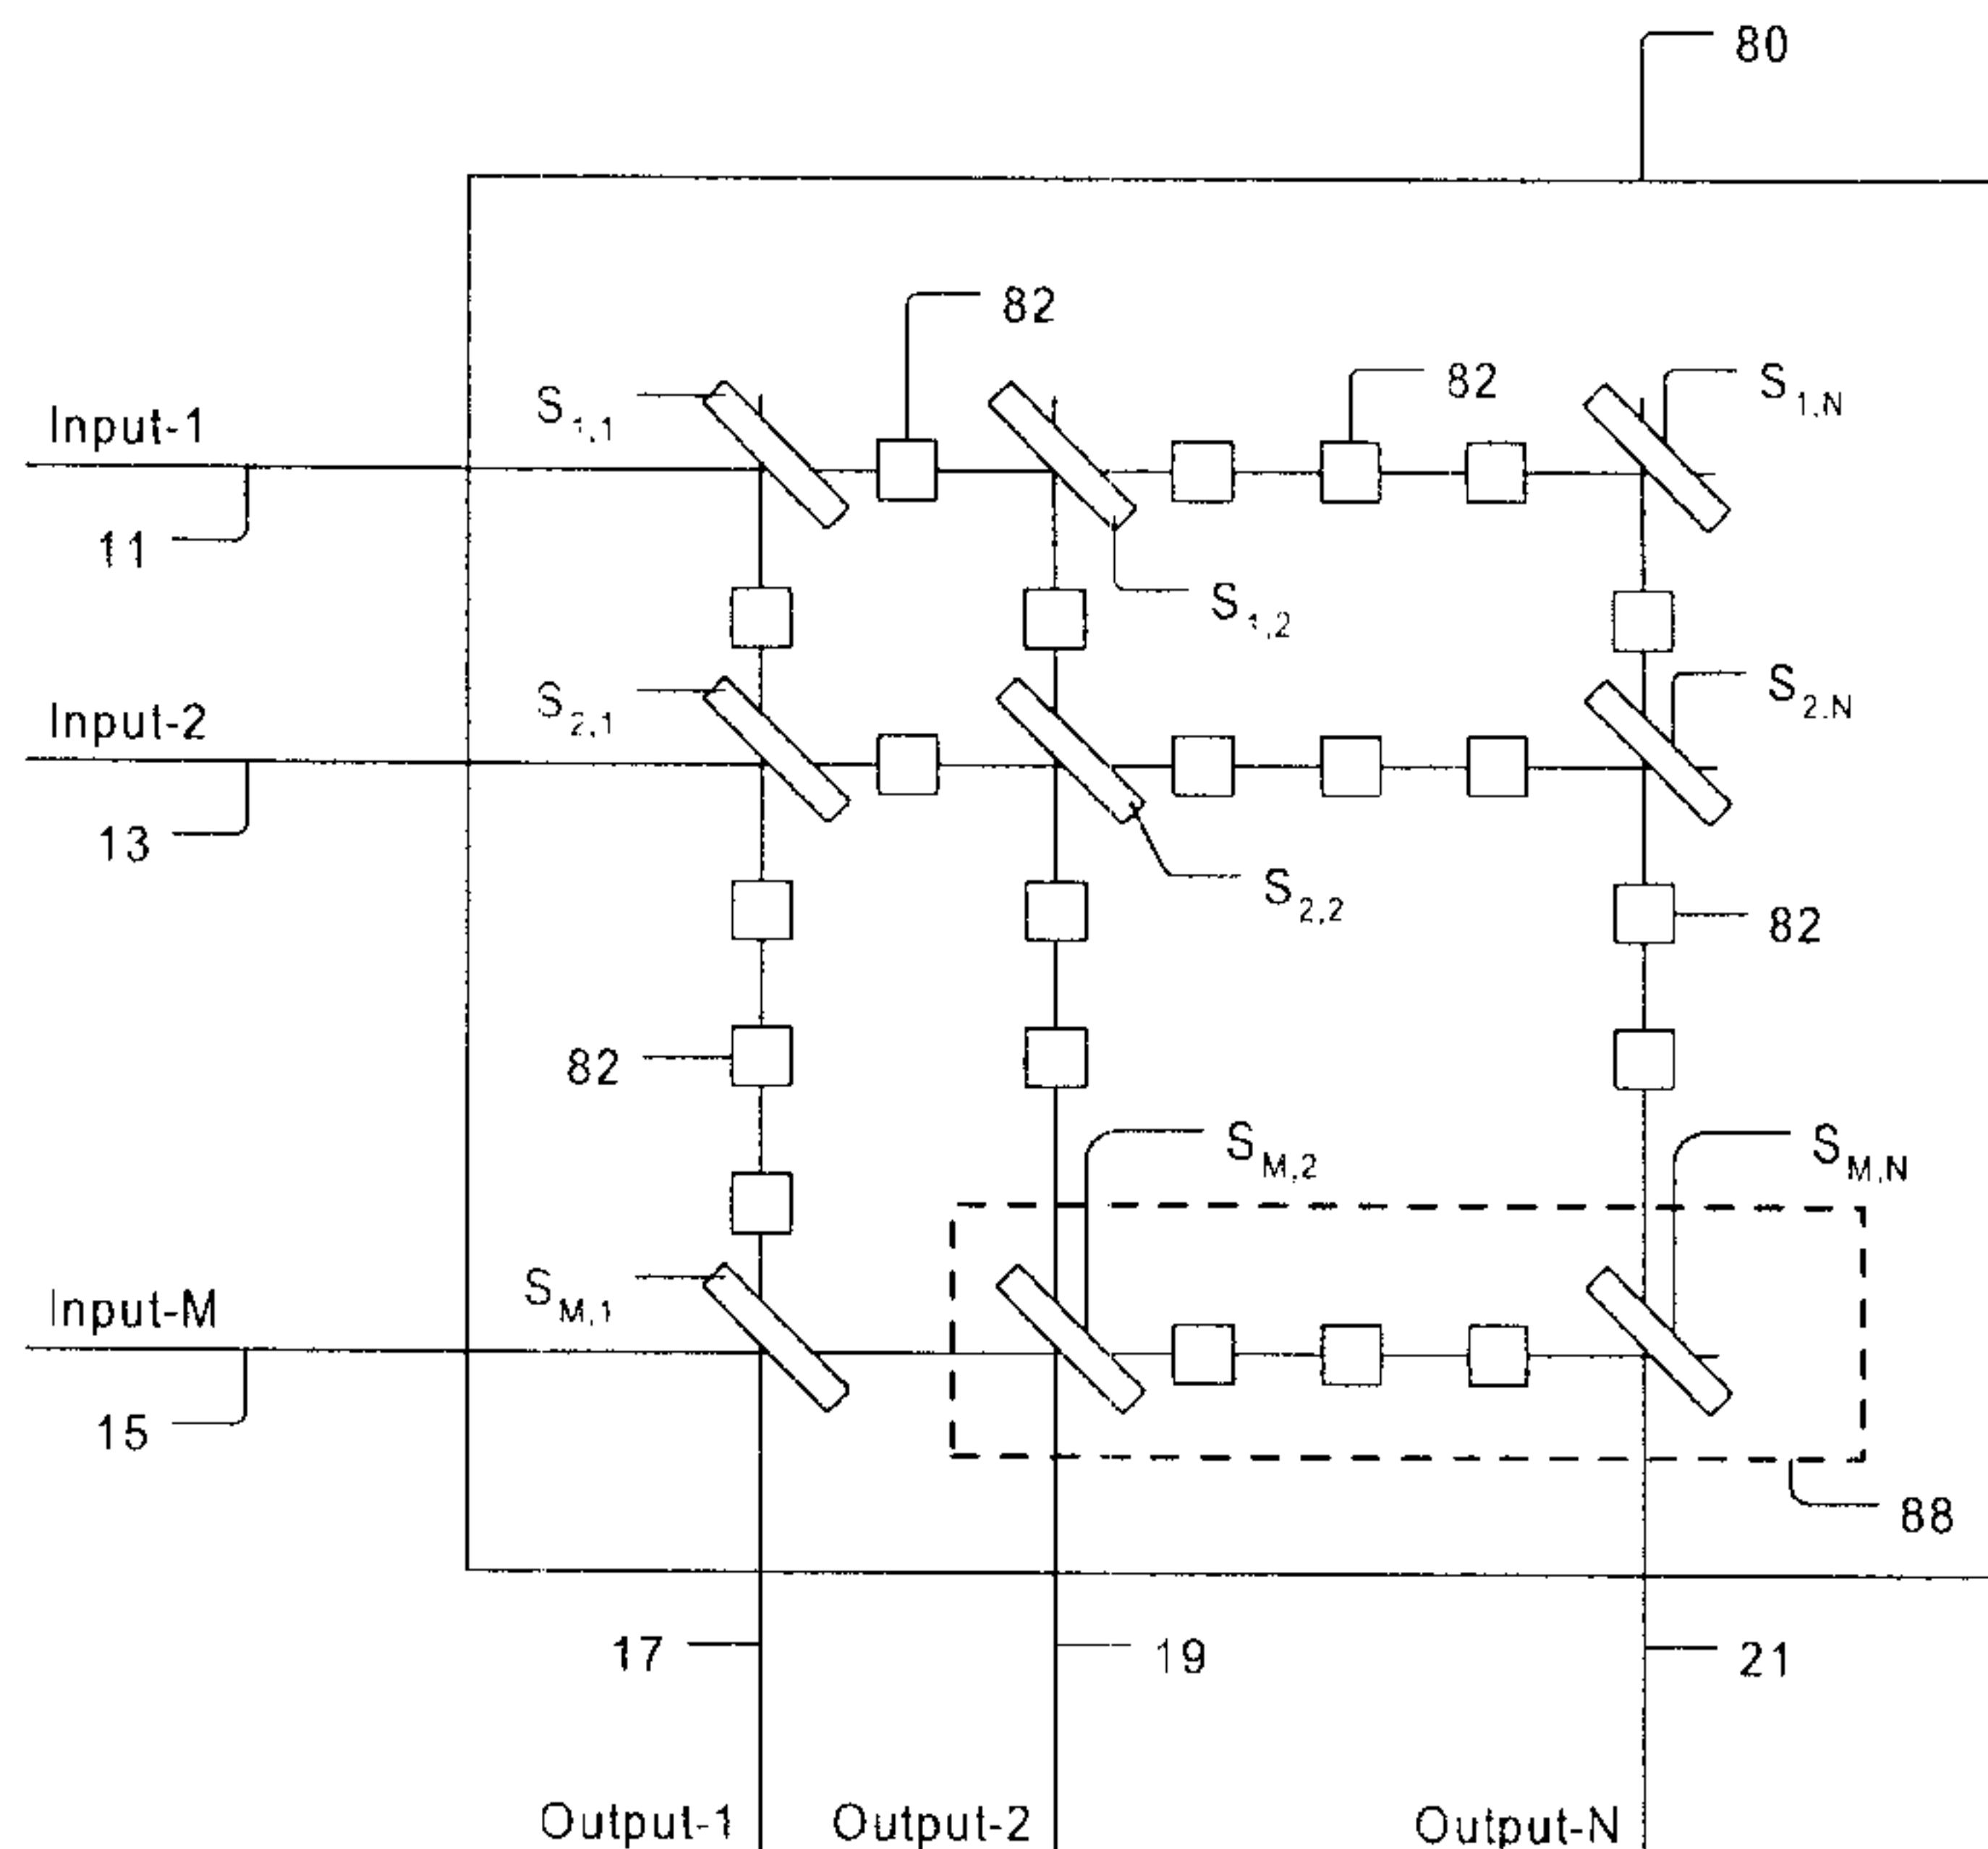 80
82
82
S1,1
S1,N
Input-1
11
S1,2
S2,1
S2,N
Input-2
13
S2,2
82
82
SM,2
SM,N
SM,1
Input-M
15
88
17
19
21
Output-1
Output-2
Output-N